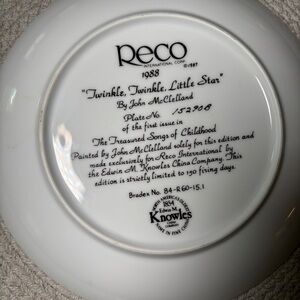 Reco
INTERNATIONAL CORP. ©1987
1988
"Twinkle, Twinkle, Little Star"
By John McClelland
Plate No. 15290B
of the first issue in
The Treasured Songs of Childhood
Painted by John McClelland solely for this edition and
made exclusively for Reco International by
the Edwin M. Knowles China Company. This
edition is strictly limited to 150 firing days.
Bradex No. 84-R60-15.1
Edwin M.
Knowles